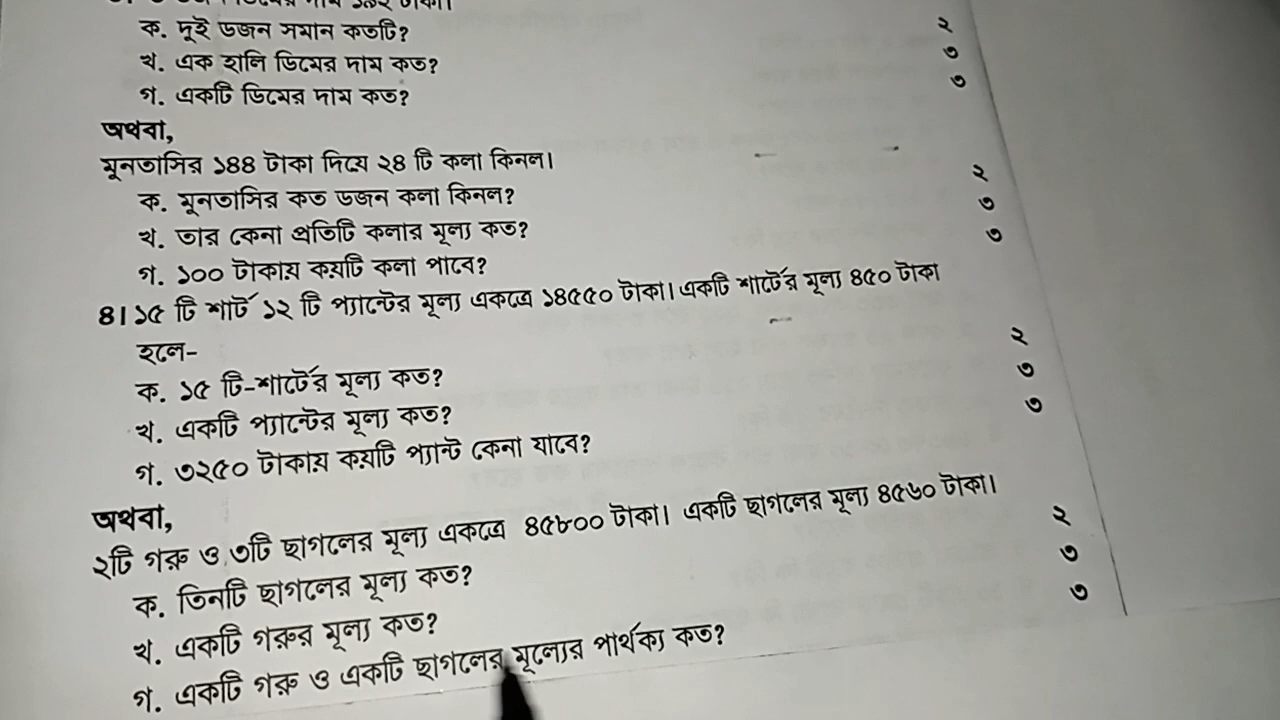 ডিমের দাম ১৯২ টাকা।
ক. দুই ডজন সমান কতটি? ২
খ. এক হালি ডিমের দাম কত? ৩
গ. একটি ডিমের দাম কত? ৩
অথবা,
মুনতাসির ১৪৪ টাকা দিয়ে ২৪ টি কলা কিনল।
ক. মুনতাসির কত ডজন কলা কিনল? ২
খ. তার কেনা প্রতিটি কলার মূল্য কত? ৩
গ. ১০০ টাকায় কয়টি কলা পাবে? ৩
৪। ১৫ টি শার্ট ১২ টি প্যান্টের মূল্য একত্রে ১৪৫৫০ টাকা। একটি শার্টের মূল্য ৪৫০ টাকা
হলে-
ক. ১৫ টি-শার্টের মূল্য কত? ২
খ. একটি প্যান্টের মূল্য কত? ৩
গ. ৩২৫০ টাকায় কয়টি প্যান্ট কেনা যাবে? ৩
অথবা,
২টি গরু ও ৩টি ছাগলের মূল্য একত্রে ৪৫৮০০ টাকা। একটি ছাগলের মূল্য ৪৫৬০ টাকা।
ক. তিনটি ছাগলের মূল্য কত? ২
খ. একটি গরুর মূল্য কত? ৩
গ. একটি গরু ও একটি ছাগলের মূল্যের পার্থক্য কত? ৩